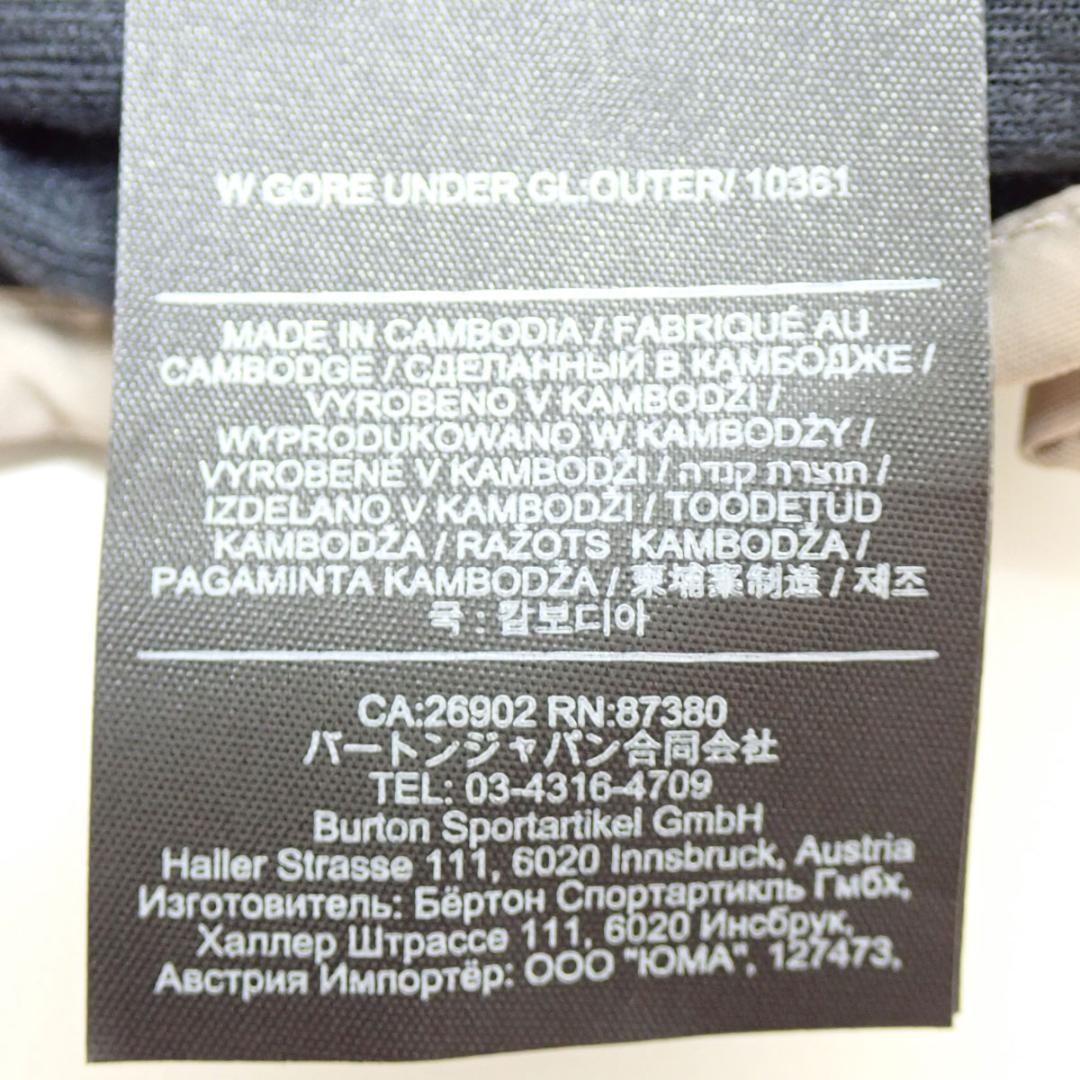 W GORE UNDER GL:OUTER/ 10361
MADE IN CAMBODIA / FABRIQUÉ AU
CAMBODGE / СДЕЛАННЫЙ В КАМБОДЖЕ /
VYROBENO V KAMBODŽI /
WYPRODUKOWANO W KAMBODŻY /
VYROBENÉ V KAMBODŽI / תוצרת קנדה /
IZDELANO V KAMBODŽI / TOODETUD
KAMBODŽA / RAŽOTS KAMBODŽA /
PAGAMINTA KAMBODŽA / 柬埔寨制造 / 제조
국 : 캄보디아
CA:26902 RN:87380
バートンジャパン合同会社
TEL: 03-4316-4709
Burton Sportartikel GmbH
Haller Strasse 111, 6020 Innsbruck, Austria
Изготовитель: Бёртон Спортартикль Гмбх,
Халлер Штрассе 111, 6020 Инсбрук,
Австрия Импортёр: ООО "ЮМА", 127473,